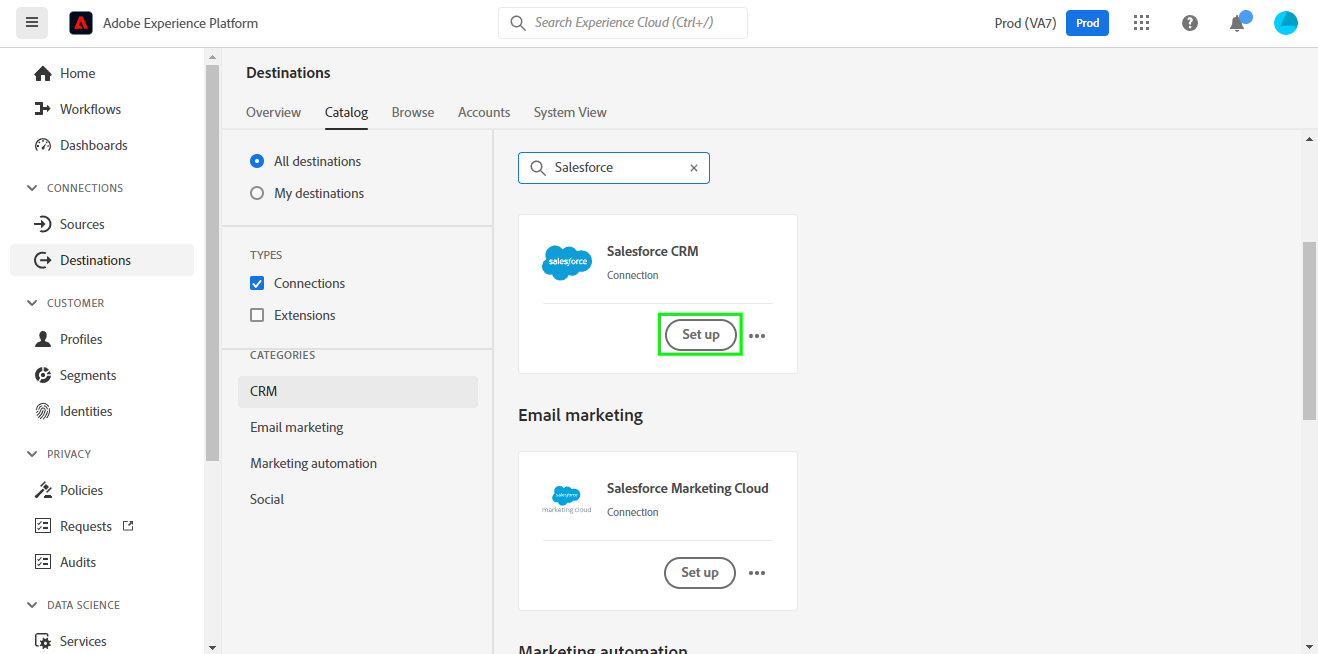 Adobe Experience Platform
Search Experience Cloud (Ctrl+/)
Prod (VA7)
Prod
Home
Workflows
Dashboards
CONNECTIONS
Sources
Destinations
CUSTOMER
Profiles
Segments
Identities
PRIVACY
Policies
Requests
Audits
DATA SCIENCE
Services
Destinations
Overview Catalog Browse Accounts System View
All destinations
My destinations
TYPES
Connections
Extensions
CATEGORIES
CRM
Email marketing
Marketing automation
Social
Salesforce
salesforce
Salesforce CRM
Connection
Set up
Email marketing
salesforce
marketing cloud
Salesforce Marketing Cloud
Connection
Set up
Marketing automation